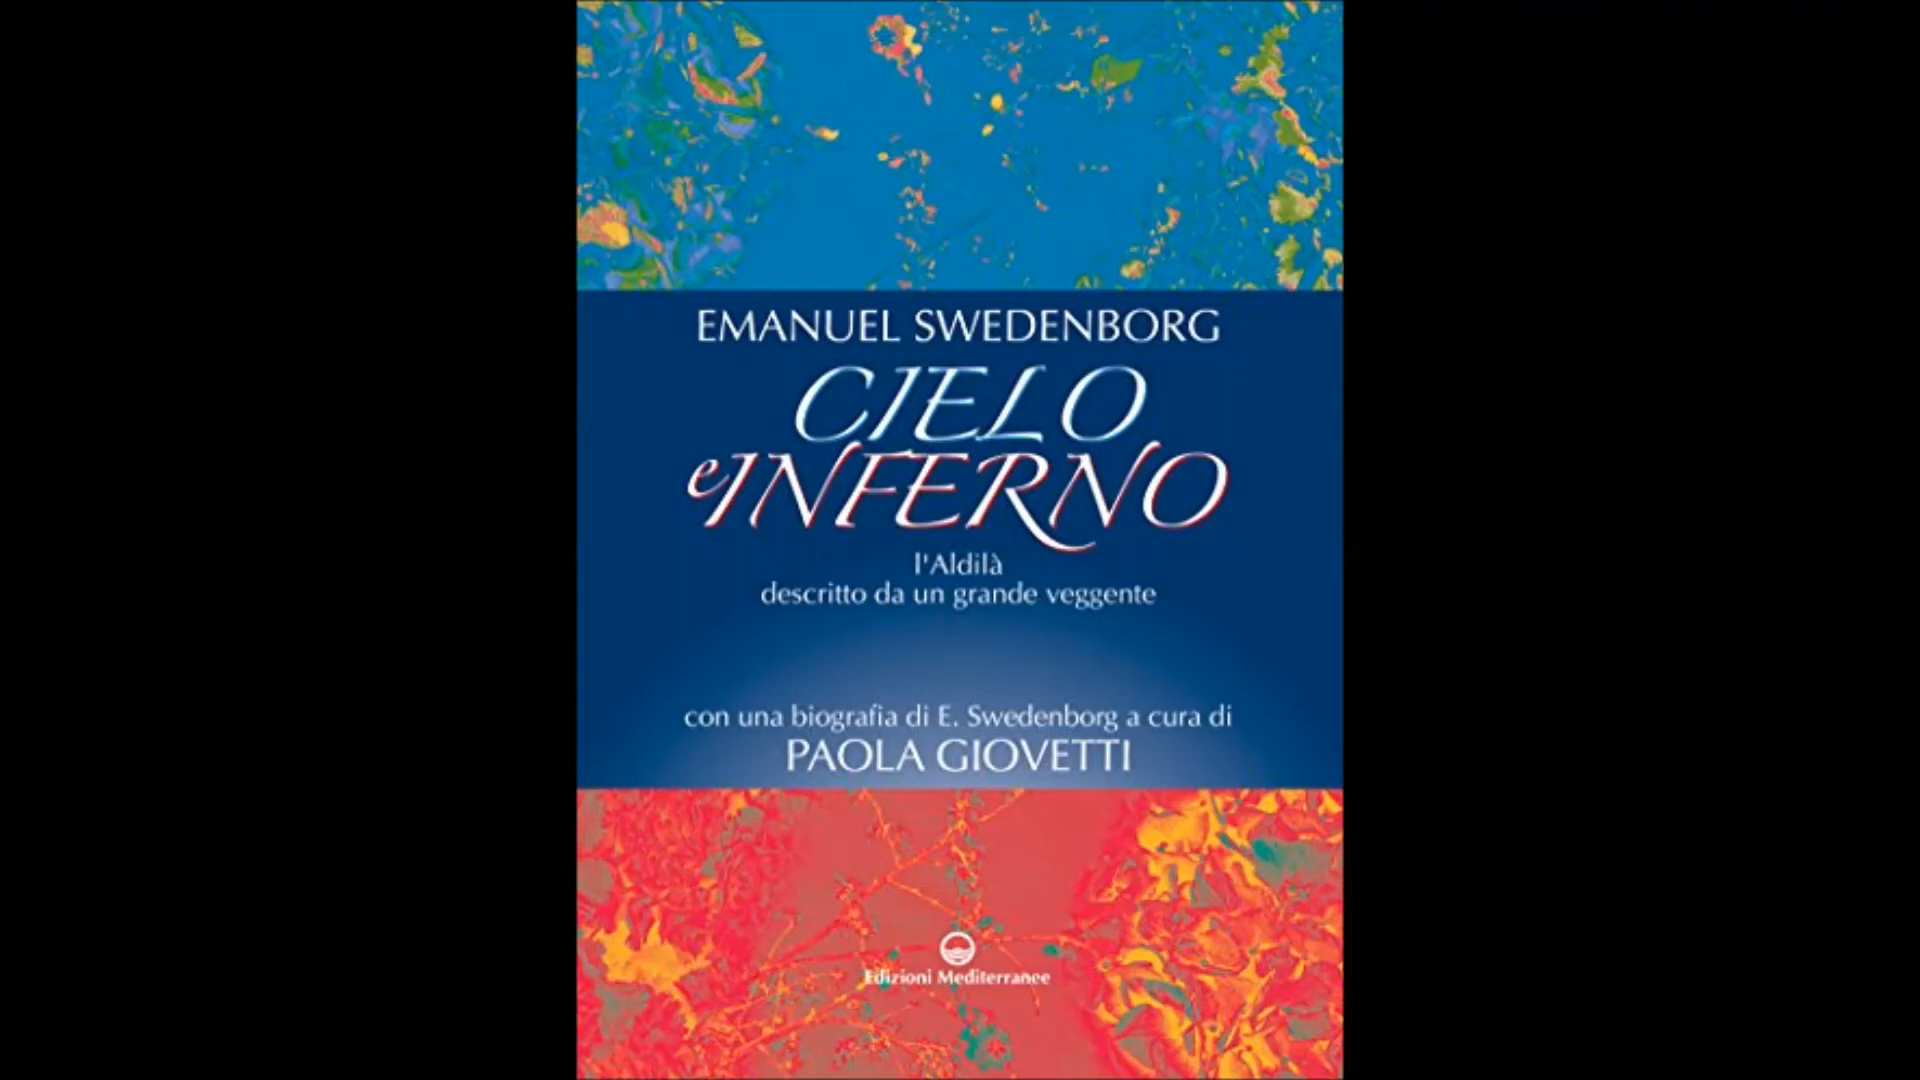 EMANUEL SWEDENBORG
CIELO
e INFERNO
l'Aldilà
descritto da un grande veggente
con una biografia di E. Swedenborg a cura di
PAOLA GIOVETTI
Edizioni Mediterranee